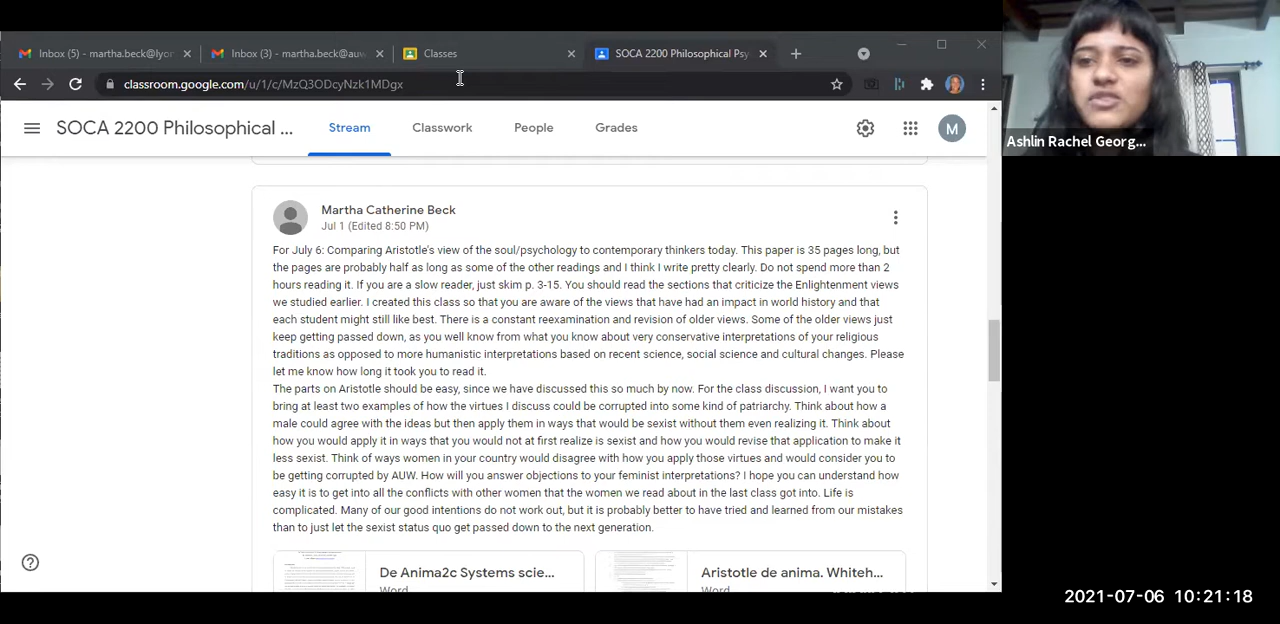 Inbox (5) - martha.beck@lyor
Inbox (3) - martha.beck@auw
Classes
SOCA 2200 Philosophical Psy
classroom.google.com/u/1/c/MzQ3ODcyNzk1MDgx
SOCA 2200 Philosophical ...
Stream
Classwork
People
Grades
M
Ashlin Rachel Georg...
Martha Catherine Beck
Jul 1 (Edited 8:50 PM)
For July 6: Comparing Aristotle's view of the soul/psychology to contemporary thinkers today. This paper is 35 pages long, but
the pages are probably half as long as some of the other readings and I think I write pretty clearly. Do not spend more than 2
hours reading it. If you are a slow reader, just skim p. 3-15. You should read the sections that criticize the Enlightenment views
we studied earlier. I created this class so that you are aware of the views that have had an impact in world history and that
each student might still like best. There is a constant reexamination and revision of older views. Some of the older views just
keep getting passed down, as you well know from what you know about very conservative interpretations of your religious
traditions as opposed to more humanistic interpretations based on recent science, social science and cultural changes. Please
let me know how long it took you to read it.
The parts on Aristotle should be easy, since we have discussed this so much by now. For the class discussion, I want you to
bring at least two examples of how the virtues I discuss could be corrupted into some kind of patriarchy. Think about how a
male could agree with the ideas but then apply them in ways that would be sexist without them even realizing it. Think about
how you would apply it in ways that you would not at first realize is sexist and how you would revise that application to make it
less sexist. Think of ways women in your country would disagree with how you apply those virtues and would consider you to
be getting corrupted by AUW. How will you answer objections to your feminist interpretations? I hope you can understand how
easy it is to get into all the conflicts with other women that the women we read about in the last class got into. Life is
complicated. Many of our good intentions do not work out, but it is probably better to have tried and learned from our mistakes
than to just let the sexist status quo get passed down to the next generation.
De Anima2c Systems scie...
Word
Aristotle de anima. Whiteh...
Word
2021-07-06 10:21:18